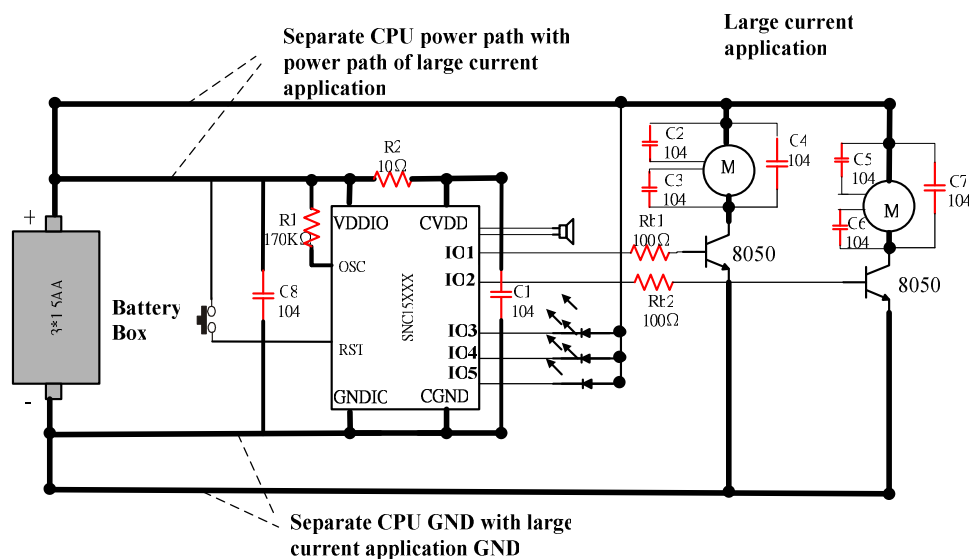 Separate CPU power path with
power path of large current
application
Large current
application
R2
10Ω
R1
170KΩ
VDDIO
CVDD
OSC
SNC15XXX
RST
GNDIC
CGND
IO1
IO2
IO3
IO4
IO5
C1
104
C8
104
+
3*1.5AA
-
Battery
Box
Rb1
100Ω
Rb2
100Ω
C2
104
C3
104
C4
104
M
8050
C5
104
C6
104
C7
104
M
8050
Separate CPU GND with large
current application GND